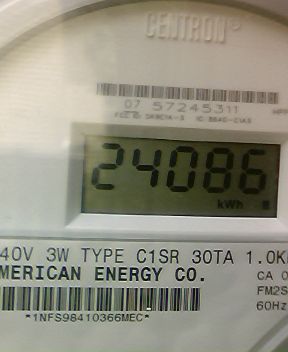 CENTRON
07 57245311
24086
kWh
40V 3W TYPE C1SR 30TA 1.0K
MERICAN ENERGY CO.
CA 0
FM2S
60Hz
*1NFS98410366MEC*